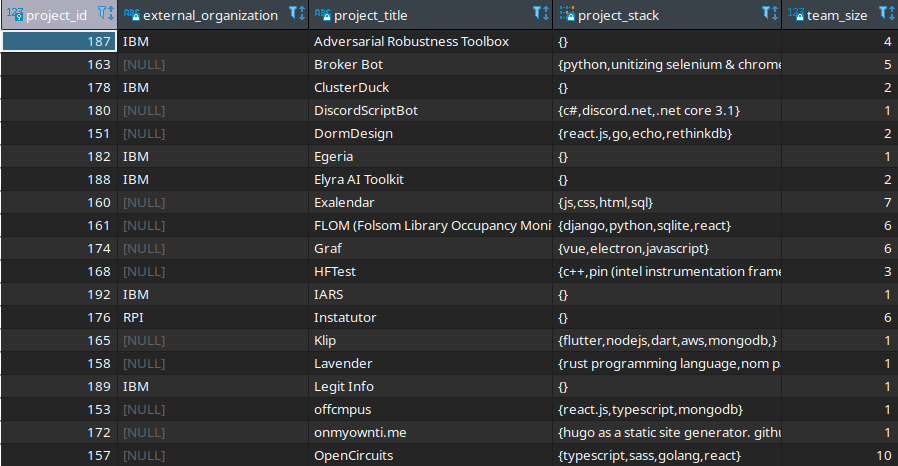 123 project_id ABC external_organization ABC project_title project_stack 123 team_size
187 IBM Adversarial Robustness Toolbox {} 4
163 [NULL] Broker Bot {python,unitizing selenium & chrome 5
178 IBM ClusterDuck {} 2
180 [NULL] DiscordScriptBot {c#,discord.net,.net core 3.1} 1
151 [NULL] DormDesign {react.js,go,echo,rethinkdb} 2
182 IBM Egeria {} 1
188 IBM Elyra AI Toolkit {} 2
160 [NULL] Exalendar {js,css,html,sql} 7
161 [NULL] FLOM (Folsom Library Occupancy Moni {django,python,sqlite,react} 6
174 [NULL] Graf {vue,electron,javascript} 6
168 [NULL] HFTest {c++,pin (intel instrumentation frame 3
192 IBM IARS {} 1
176 RPI Instatutor {} 6
165 [NULL] Klip {flutter,nodejs,dart,aws,mongodb,} 1
158 [NULL] Lavender {rust programming language,nom p 1
189 IBM Legit Info {} 1
153 [NULL] offcmpus {react.js,typescript,mongodb} 1
172 [NULL] onmyownti.me {hugo as a static site generator. githu 1
157 [NULL] OpenCircuits {typescript,sass,golang,react} 10